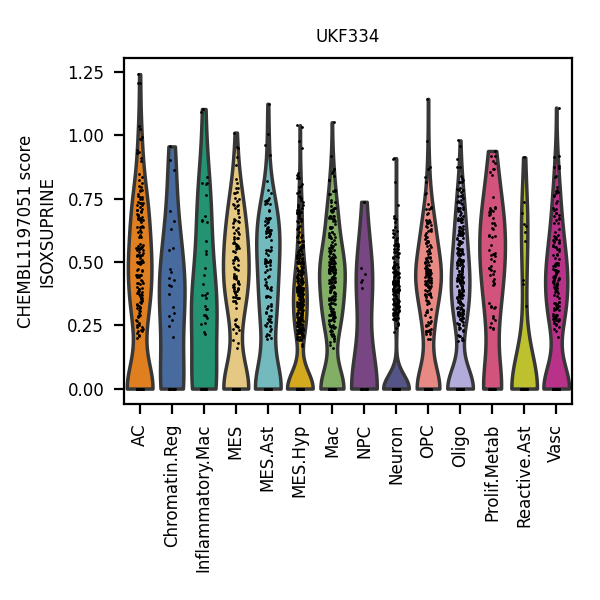 UKF334
CHEMBL1197051 score
ISOXSUPRINE
1.25
1.00
0.75
0.50
0.25
0.00
AC
Chromatin.Reg
Inflammatory.Mac
MES
MES.Ast
MES.Hyp
Mac
NPC
Neuron
OPC
Oligo
Prolif.Metab
Reactive.Ast
Vasc